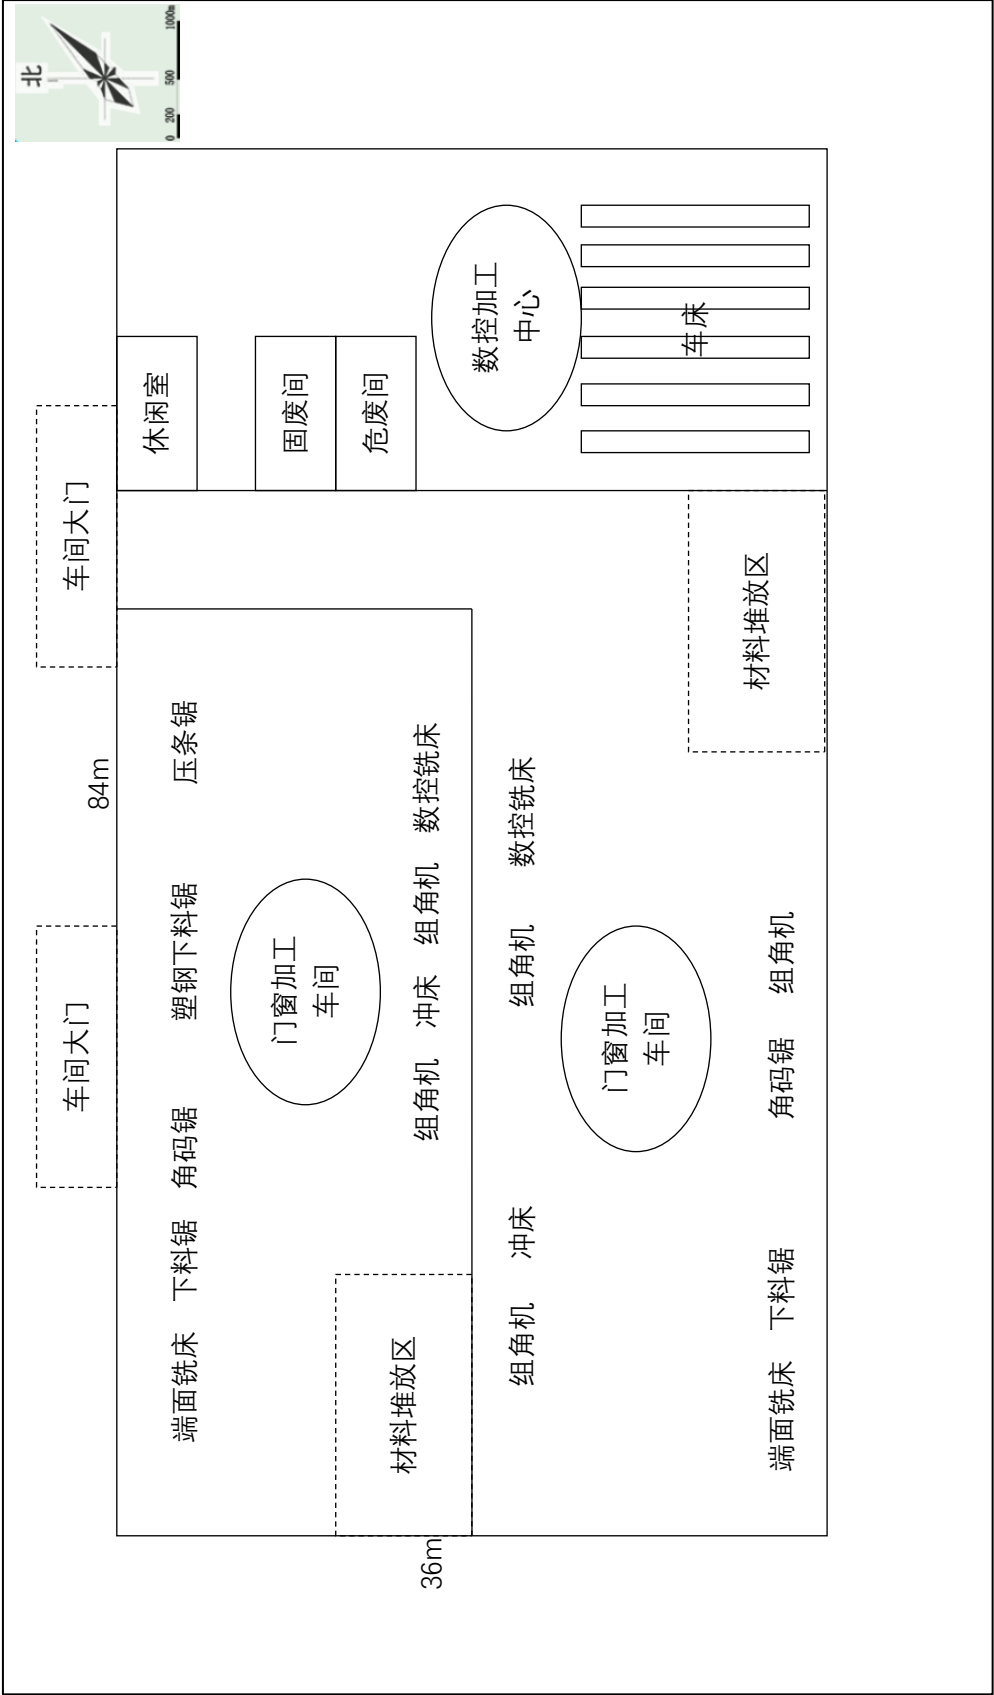 北
0 200 500 1000m
车间大门
车间大门
84m
休闲室
端面铣床 下料锯 角码锯 塑钢下料锯 压条锯
门窗加工
车间
固废间
危废间
材料堆放区
组角机 冲床 组角机 数控铣床
36m
数控加工
中心
组角机 冲床 组角机 数控铣床
门窗加工
车间
车床
材料堆放区
端面铣床 下料锯 角码锯 组角机